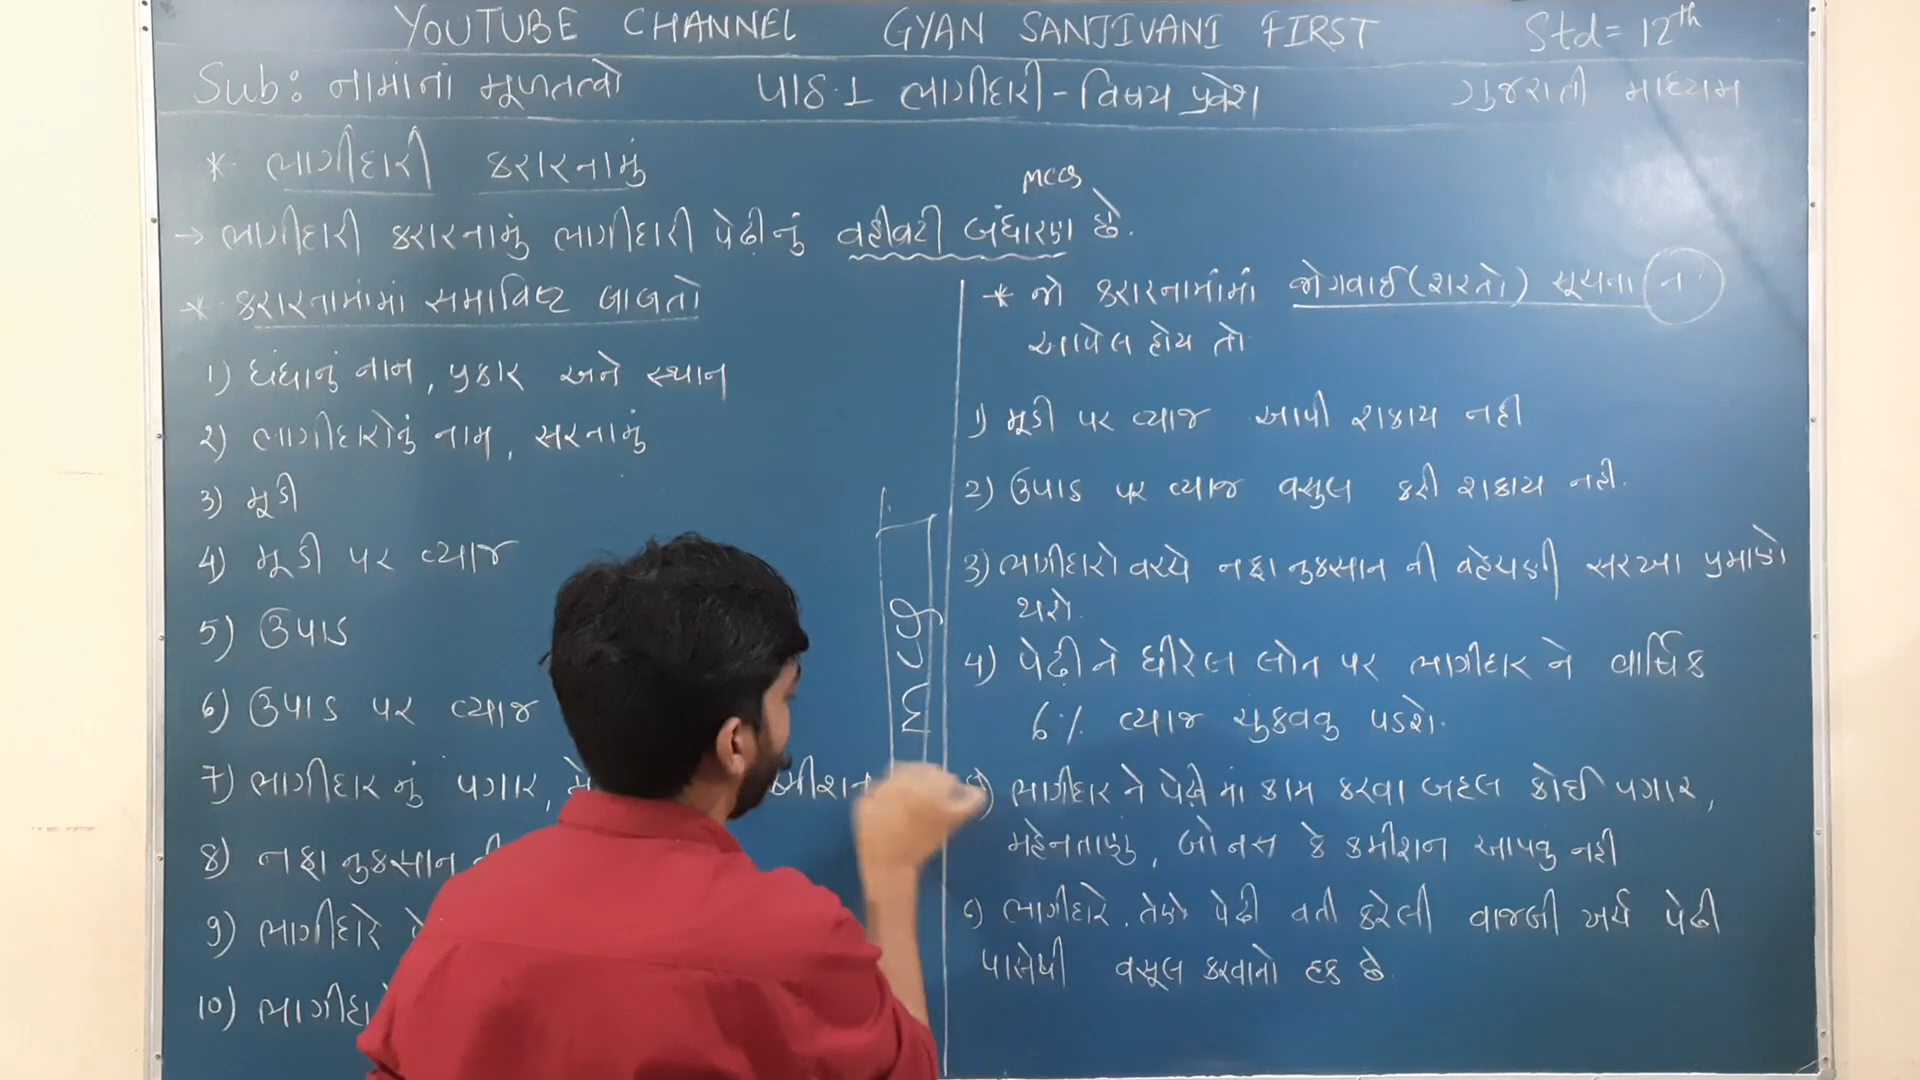 YOUTUBE CHANNEL GYAN SANJIVANI FIRST Std = 12th
Sub: નામાનાં મૂળતત્વો પાઠ.1 ભાગીદારી - વિષય પ્રવેશ ગુજરાતી માધ્યમ
* ભાગીદારી કરારનામું
MCQs
→ ભાગીદારી કરારનામું ભાગીદારી પેઢીનું વહીવટી બંધારણ છે.
* કરારનામામાં સમાવિષ્ટ બાબતો
1) ધંધાનું નામ, પ્રકાર અને સ્થાન
2) ભાગીદારોનું નામ, સરનામું
3) મૂડી
4) મૂડી પર વ્યાજ
5) ઉપાડ
6) ઉપાડ પર વ્યાજ
7) ભાગીદારનું પગાર,
8) નફા નુકસાન ની
9) ભાગીદારે
10)
mcq
* જો કરારનામામાં જોગવાઈ (શરતો) સૂચના ન
આપેલ હોય તો
1) મૂડી પર વ્યાજ આપી શકાય નહી
2) ઉપાડ પર વ્યાજ વસુલ કરી શકાય નહી.
3) ભાગીદારો વચ્ચે નફા નુકસાન ની વહેચણી સરખા પ્રમાણે
થશે.
4) પેઢીને ધીરેલ લોન પર ભાગીદાર ને વાર્ષિક
6% વ્યાજ ચુકવવુ પડશે.
ભાગીદાર ને પેઢી માં કામ કરવા બદલ કોઈ પગાર,
મહેનતાણું, બોનસ કે કમીશન આપવુ નહી
ભાગીદારે તેણે પેઢી વતી કરેલી વાજબી ખર્ચ પેઢી
પાસેથી વસૂલ કરવાનો હક છે.